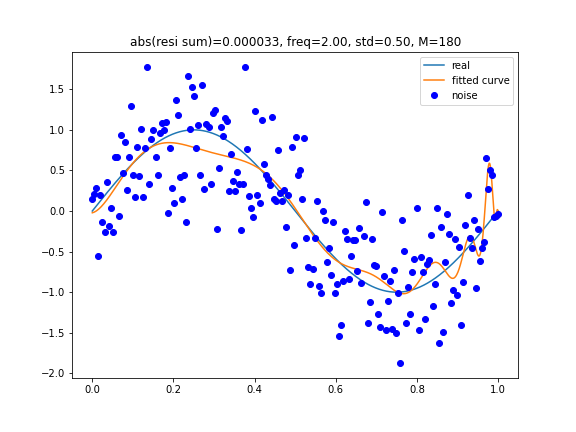 abs(resi sum)=0.000033, freq=2.00, std=0.50, M=180
real
fitted curve
noise
1.5
1.0
0.5
0.0
−0.5
−1.0
−1.5
−2.0
0.0 0.2 0.4 0.6 0.8 1.0